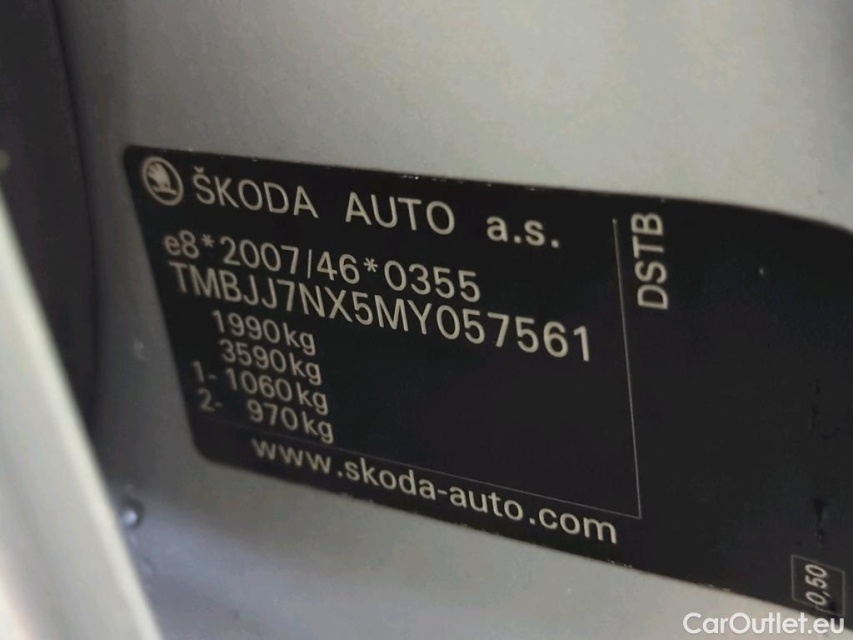 ŠKODA AUTO a.s.
e8*2007/46*0355
TMBJJ7NX5MY057561
1990kg
3590kg
1- 1060kg
2- 970kg
www.skoda-auto.com
DSTB
0,50
CarOutlet.eu